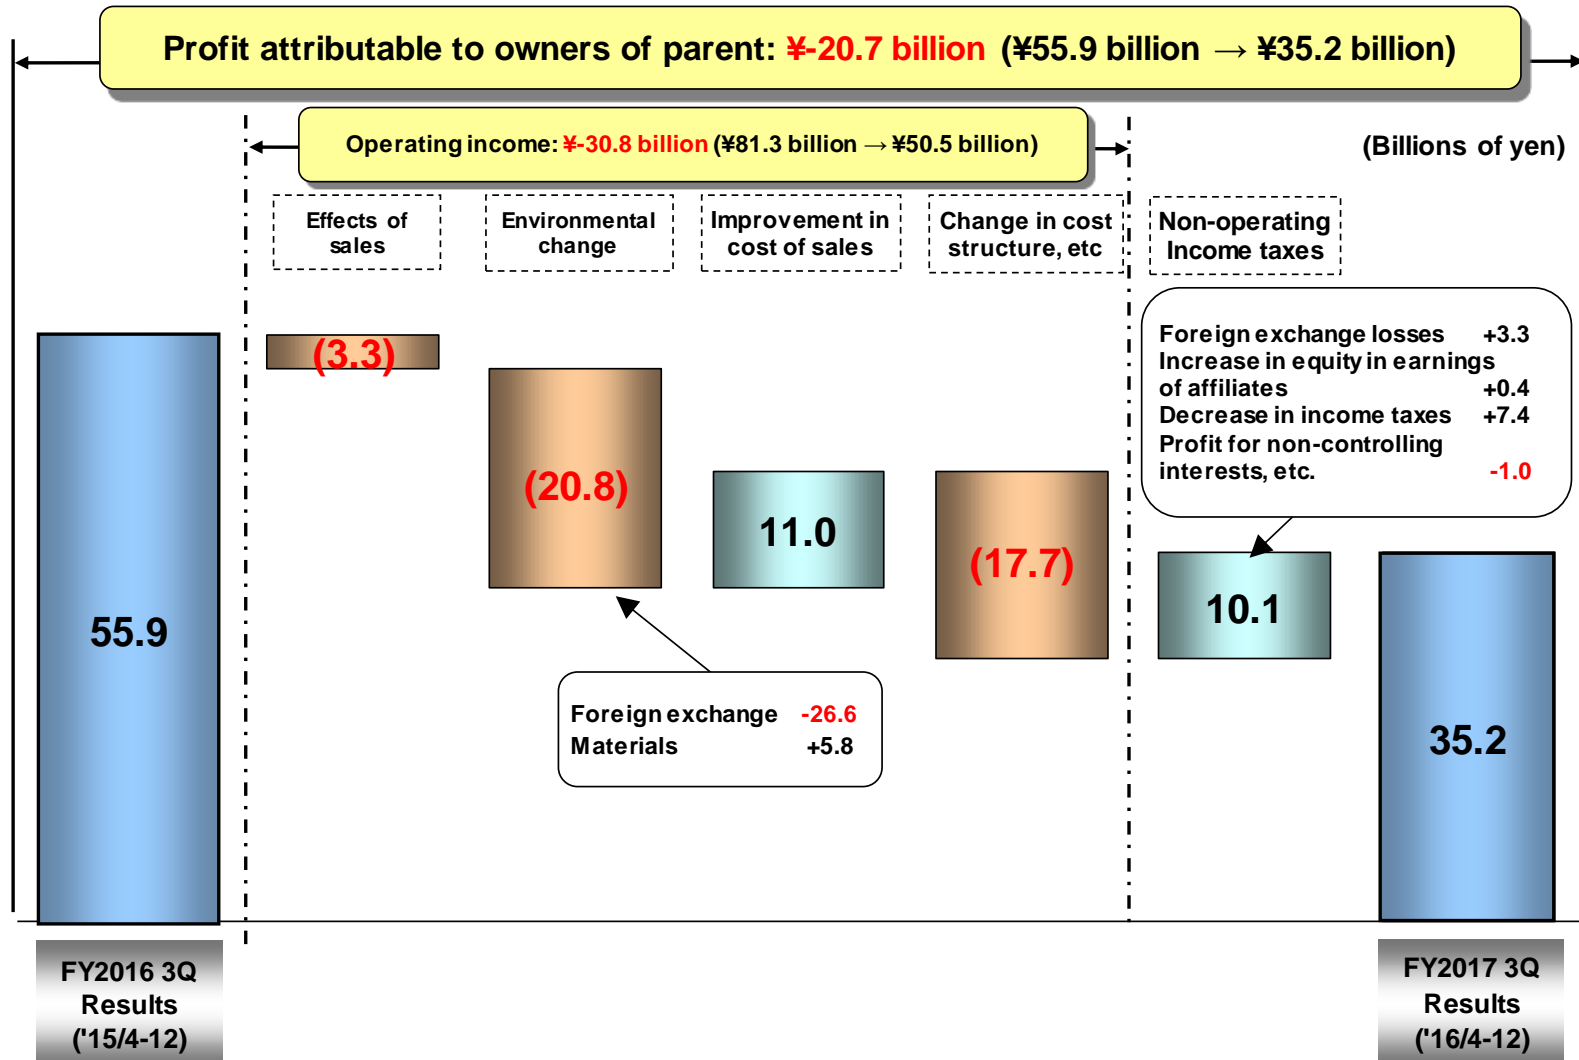 Profit attributable to owners of parent: ¥-20.7 billion (¥55.9 billion → ¥35.2 billion)
Operating income: ¥-30.8 billion (¥81.3 billion → ¥50.5 billion)
(Billions of yen)
Effects of
sales
Environmental
change
Improvement in
cost of sales
Change in cost
structure, etc
Non-operating
Income taxes
Foreign exchange losses +3.3
Increase in equity in earnings
of affiliates +0.4
Decrease in income taxes +7.4
Profit for non-controlling
interests, etc. -1.0
55.9
(3.3)
(20.8)
11.0
(17.7)
10.1
35.2
Foreign exchange -26.6
Materials +5.8
FY2016 3Q
Results
('15/4-12)
FY2017 3Q
Results
('16/4-12)